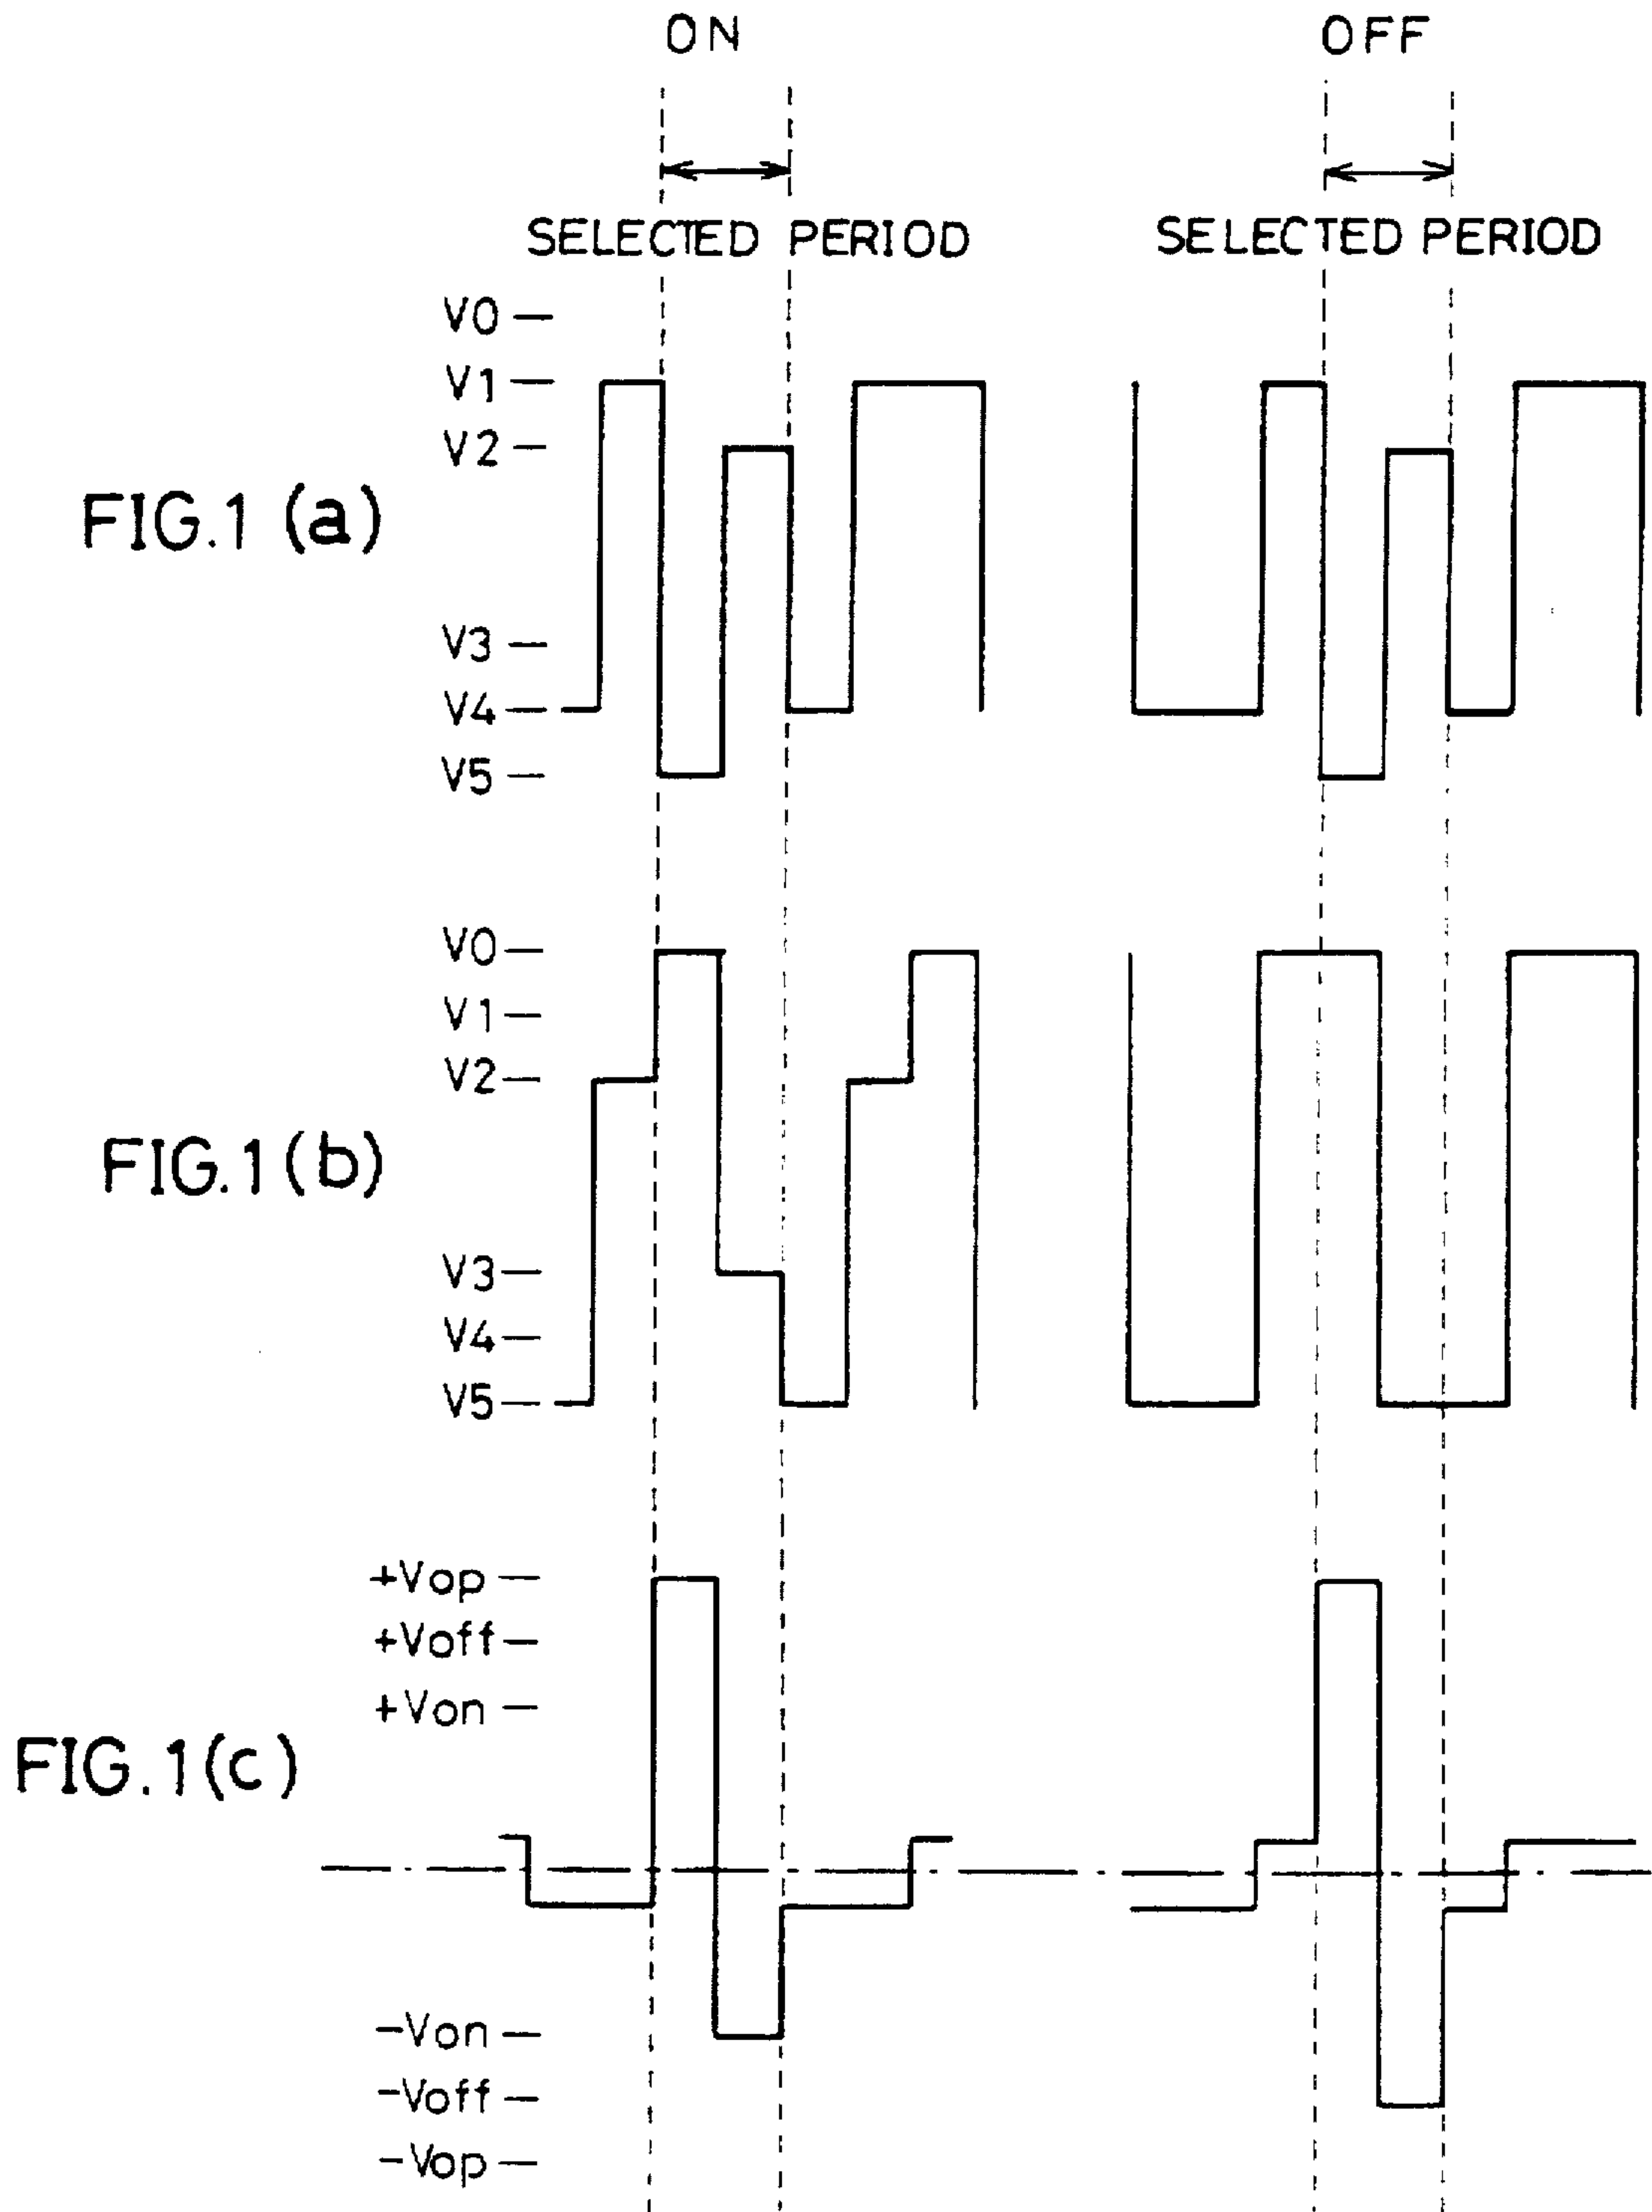 ON OFF
SELECTED PERIOD SELECTED PERIOD
V0
V1
V2
FIG.1 (a)
V3
V4
V5
V0
V1
V2
FIG.1 (b)
V3
V4
V5
+Vop
+Voff
+Von
FIG.1 (c)
-Von
-Voff
-Vop